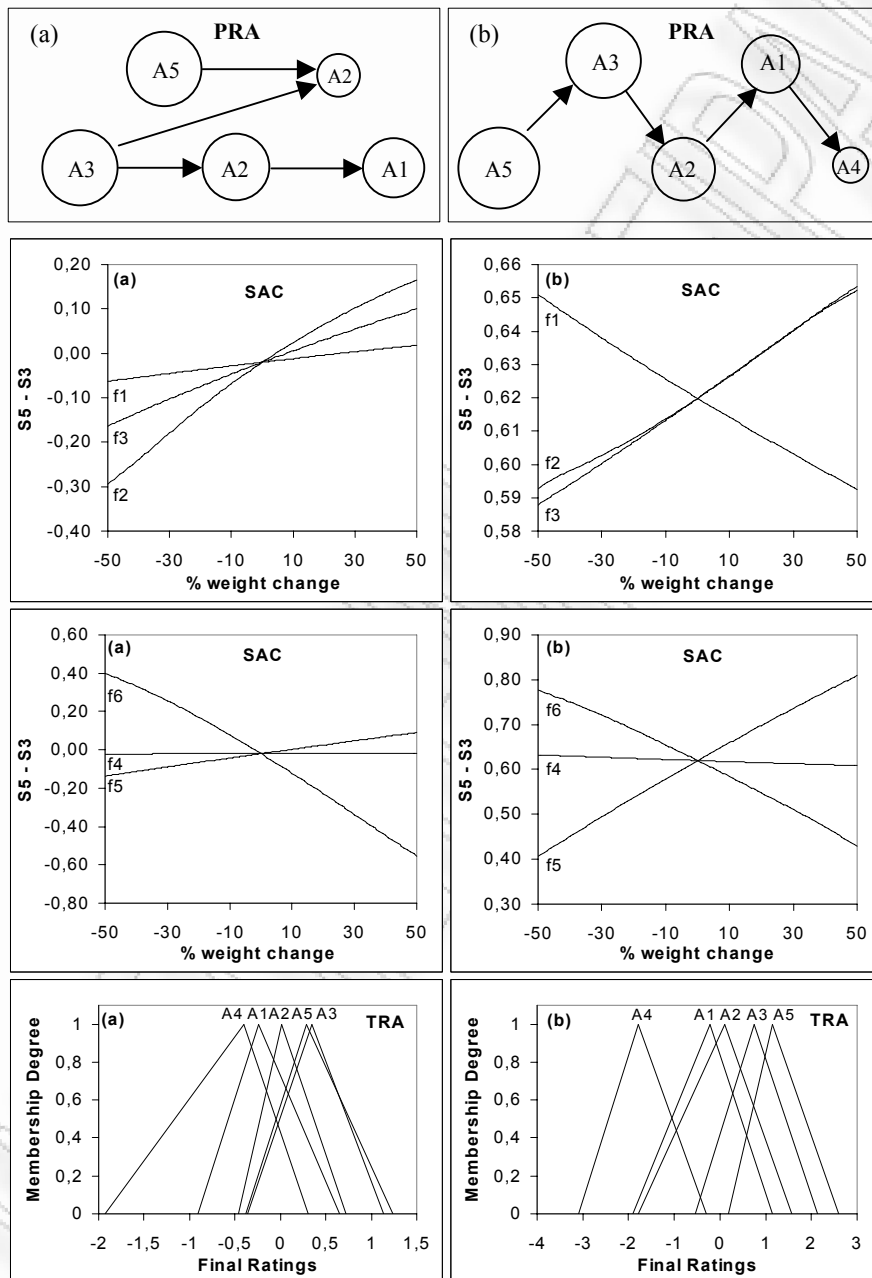 (a) PRA
A5
A2
A3
A2
A1
(b) PRA
A3
A1
A5
A2
A4
(a)
SAC
S5 - S3
0,20
0,10
0,00
-0,10
-0,20
-0,30
-0,40
f1
f3
f2
-50 -30 -10 10 30 50
% weight change
(b)
SAC
S5 - S3
0,66
0,65
0,64
0,63
0,62
0,61
0,60
0,59
0,58
f1
f2
f3
-50 -30 -10 10 30 50
% weight change
(a)
SAC
S5 - S3
0,60
0,40
0,20
0,00
-0,20
-0,40
-0,60
-0,80
f6
f4
f5
-50 -30 -10 10 30 50
% weight change
(b)
SAC
S5 - S3
0,90
0,80
0,70
0,60
0,50
0,40
0,30
f6
f4
f5
-50 -30 -10 10 30 50
% weight change
(a)
A4 A1 A2 A5 A3
TRA
Membership Degree
1
0,8
0,6
0,4
0,2
0
-2 -1,5 -1 -0,5 0 0,5 1 1,5
Final Ratings
(b)
A4 A1 A2 A3 A5
TRA
Membership Degree
1
0,8
0,6
0,4
0,2
0
-4 -3 -2 -1 0 1 2 3
Final Ratings